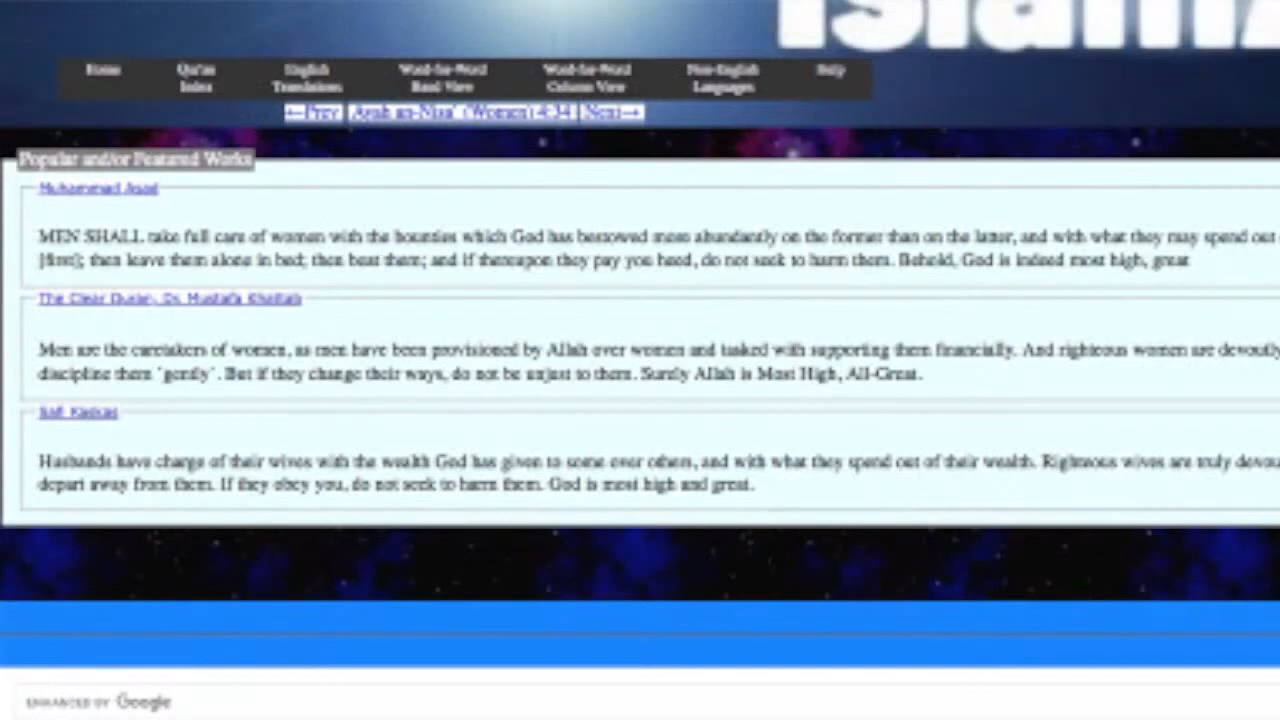 Islam
Home Qur'an Index English Translations Word-for-Word Read View Word-for-Word Column View Non-English Languages Help
←Prev | Ayah an-Nisa' (Women) 4:34 | Next→
Popular and/or Featured Works
Muhammad Asad
MEN SHALL take full care of women with the bounties which God has bestowed more abundantly on the former than on the latter, and with what they may spend out
[first]; then leave them alone in bed; then beat them; and if thereupon they pay you heed, do not seek to harm them. Behold, God is indeed most high, great
The Clear Quran, Dr. Mustafa Khattab
Men are the caretakers of women, as men have been provisioned by Allah over women and tasked with supporting them financially. And righteous women are devoutly
discipline them ˹gently˺. But if they change their ways, do not be unjust to them. Surely Allah is Most High, All-Great.
Safi Kaskas
Husbands have charge of their wives with the wealth God has given to some over others, and with what they spend out of their wealth. Righteous wives are truly
depart away from them. If they obey you, do not seek to harm them. God is most high and great.
ENHANCED BY Google